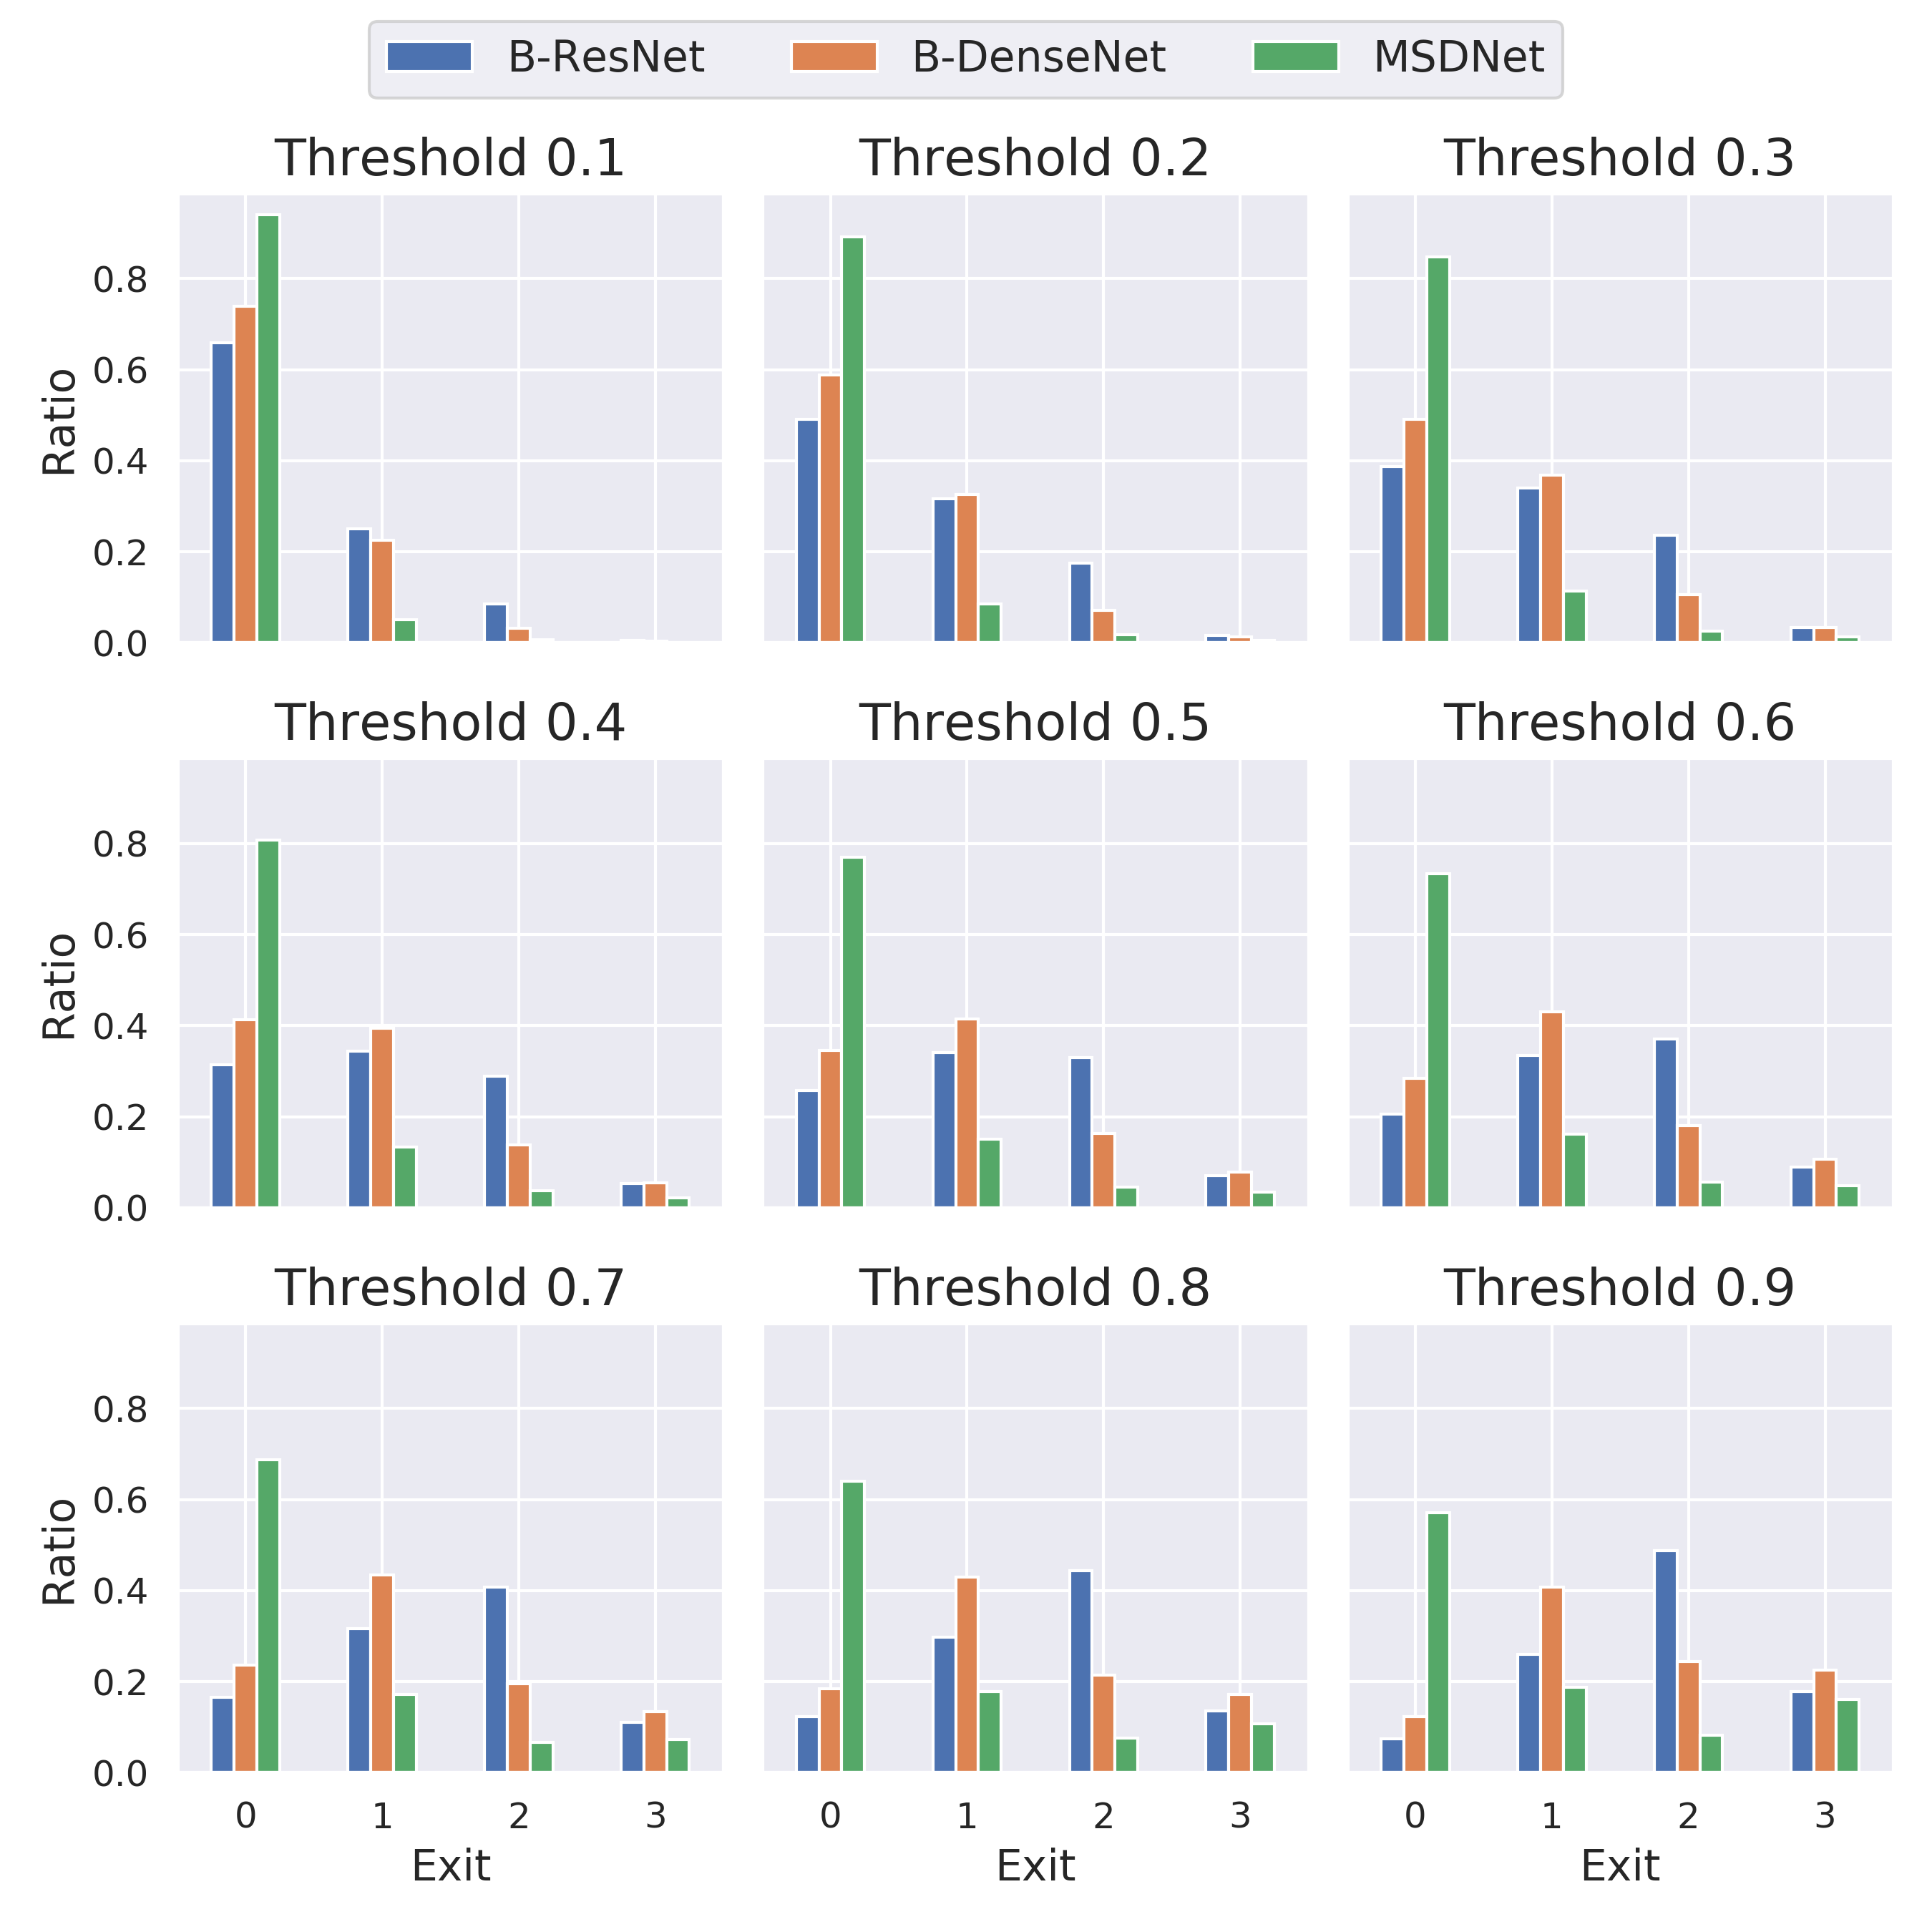 B-ResNet B-DenseNet MSDNet
Threshold 0.1 Threshold 0.2 Threshold 0.3
Ratio
0.8
0.6
0.4
0.2
0.0
Threshold 0.4 Threshold 0.5 Threshold 0.6
Ratio
0.8
0.6
0.4
0.2
0.0
Threshold 0.7 Threshold 0.8 Threshold 0.9
Ratio
0.8
0.6
0.4
0.2
0.0
0 1 2 3 0 1 2 3 0 1 2 3
Exit Exit Exit